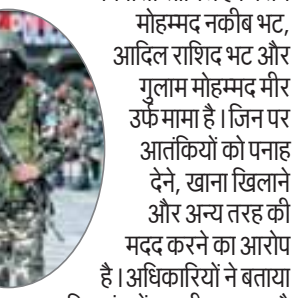 मोहम्मद नकीब भट,
आदिल राशिद भट और
गुलाम मोहम्मद मीर
उर्फ मामा है। जिन पर
आतंकियों को पनाह
देने, खाना खिलाने
और अन्य तरह की
मदद करने का आरोप
है। अधिकारियों ने बताया